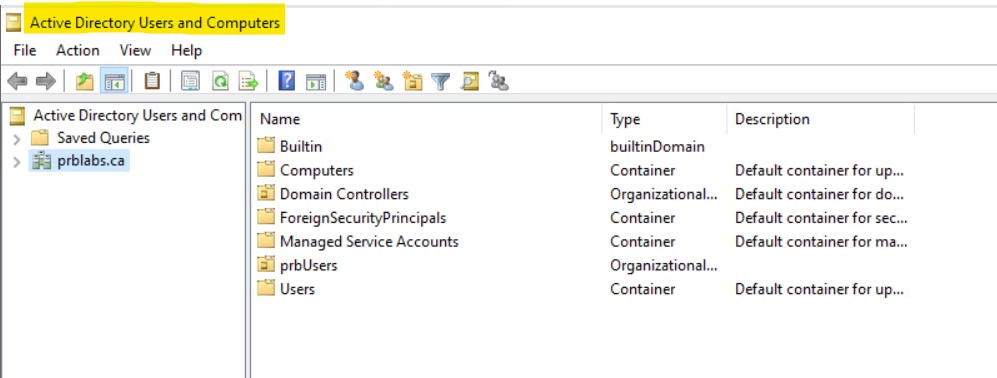 Active Directory Users and Computers
File Action View Help
Active Directory Users and Com
Saved Queries
prblabs.ca
Name Type Description
Builtin builtinDomain
Computers Container Default container for up...
Domain Controllers Organizational... Default container for do...
ForeignSecurityPrincipals Container Default container for sec...
Managed Service Accounts Container Default container for ma...
prbUsers Organizational...
Users Container Default container for up...